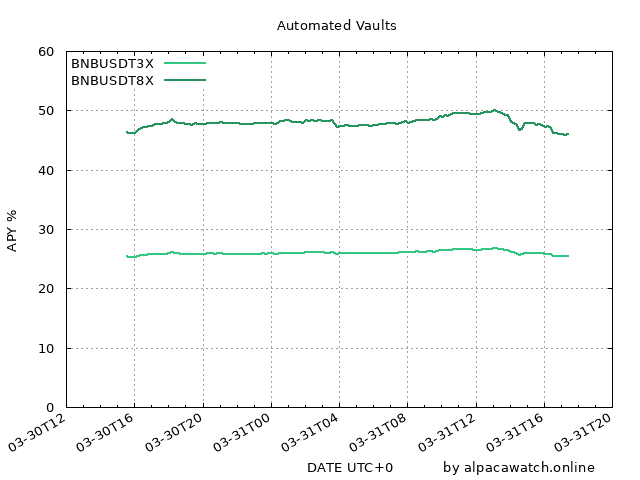 Automated Vaults
BNBUSDT3X
BNBUSDT8X
APY %
60
50
40
30
20
10
0
03-30T12
03-30T16
03-30T20
03-31T00
03-31T04
03-31T08
03-31T12
03-31T16
03-31T20
DATE UTC+0
by alpacawatch.online